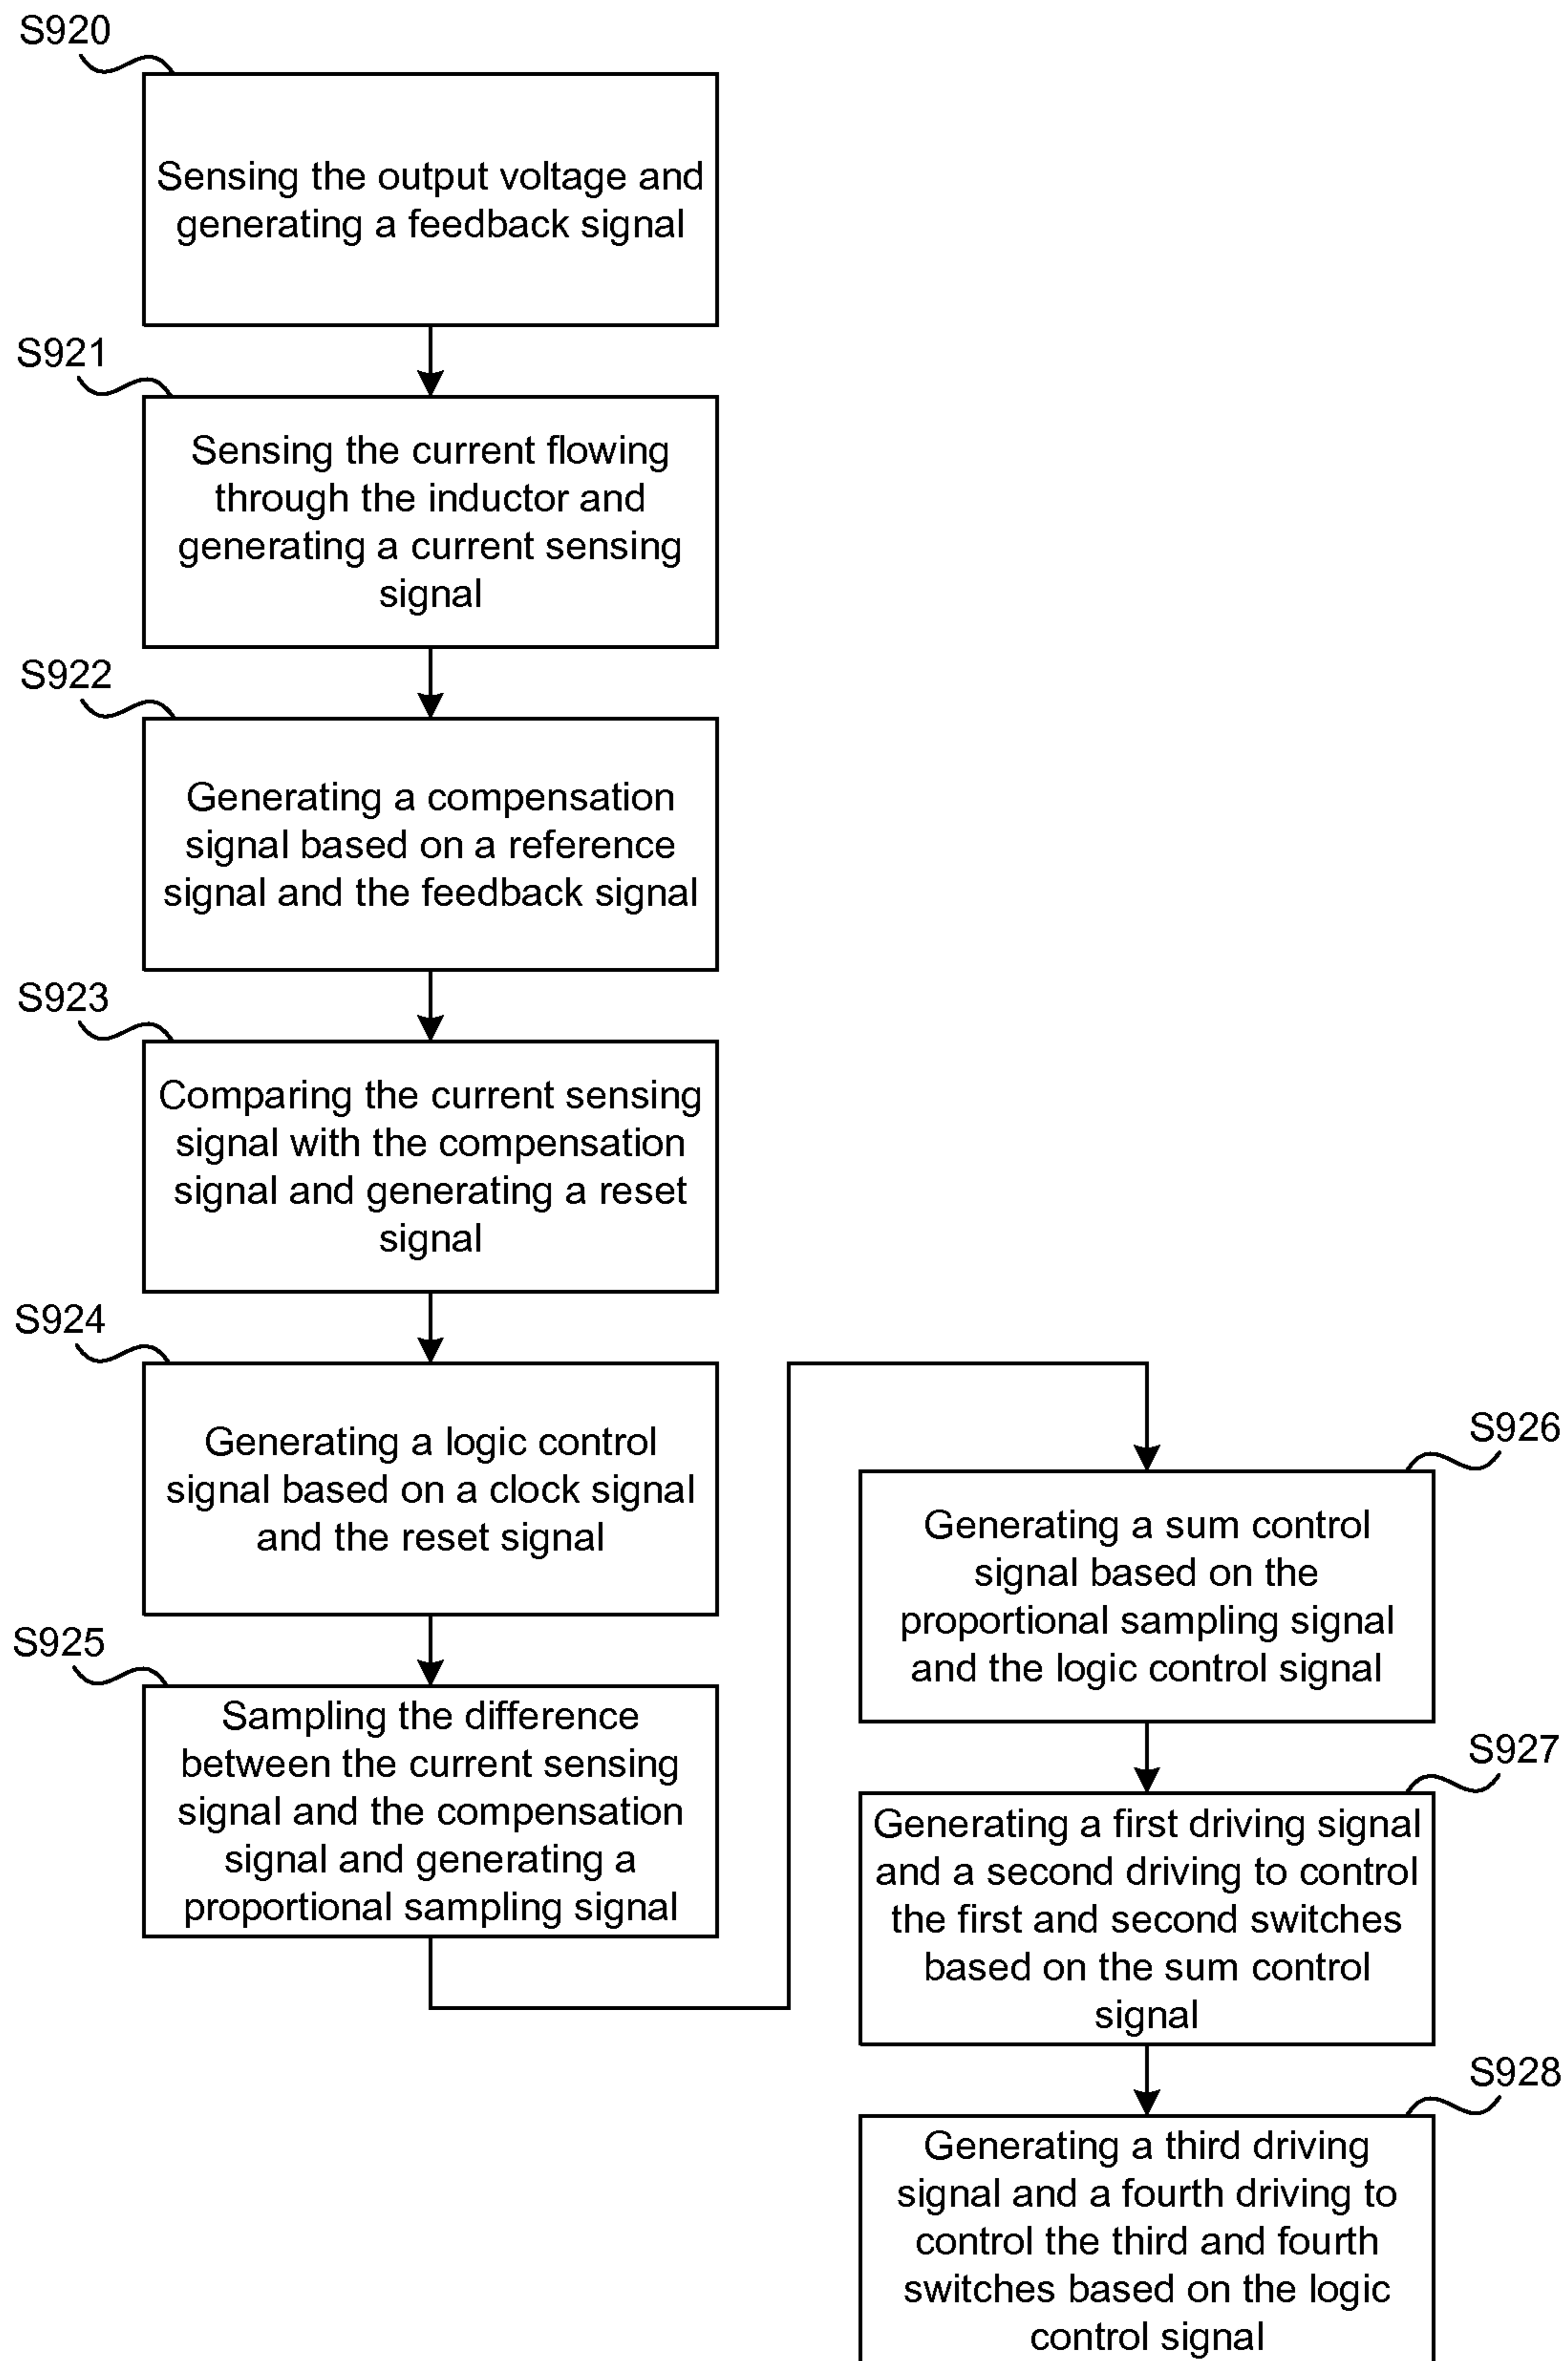 S920
Sensing the output voltage and
generating a feedback signal
S921
Sensing the current flowing
through the inductor and
generating a current sensing
signal
S922
Generating a compensation
signal based on a reference
signal and the feedback signal
S923
Comparing the current sensing
signal with the compensation
signal and generating a reset
signal
S924
Generating a logic control
signal based on a clock signal
and the reset signal
S925
Sampling the difference
between the current sensing
signal and the compensation
signal and generating a
proportional sampling signal
S926
Generating a sum control
signal based on the
proportional sampling signal
and the logic control signal
S927
Generating a first driving signal
and a second driving to control
the first and second switches
based on the sum control
signal
S928
Generating a third driving
signal and a fourth driving to
control the third and fourth
switches based on the logic
control signal